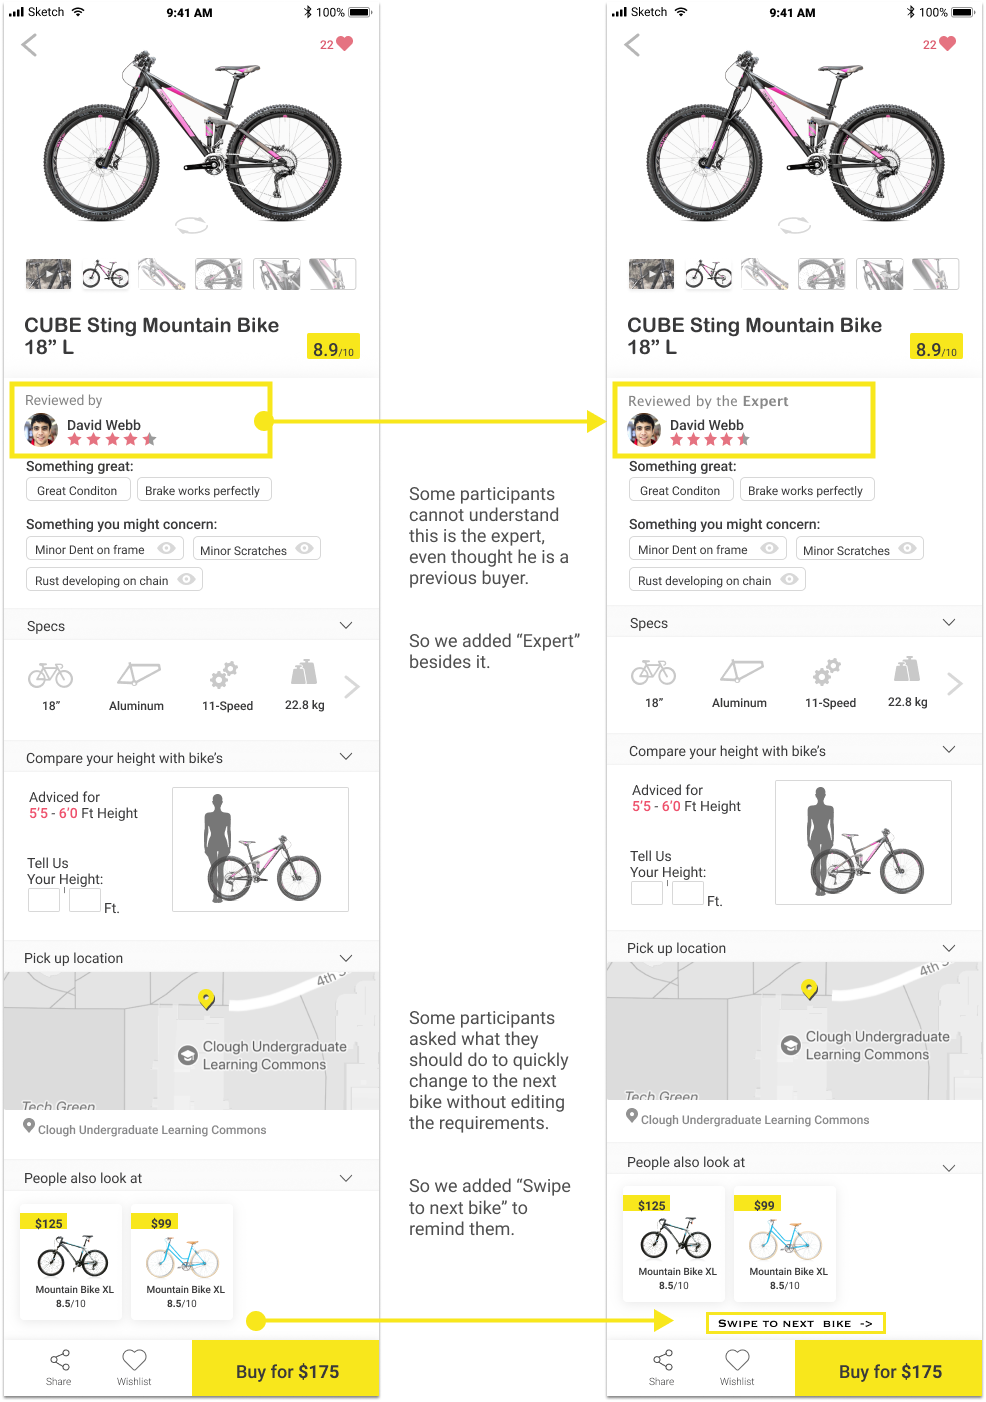 Sketch 9:41 AM 100%
22
CUBE Sting Mountain Bike
18” L
8.9/10
Reviewed by
David Webb
Something great:
Great Conditon Brake works perfectly
Something you might concern:
Minor Dent on frame Minor Scratches
Rust developing on chain
Specs
18” Aluminum 11-Speed 22.8 kg
Compare your height with bike’s
Adviced for
5’5 - 6’0 Ft Height
Tell Us
Your Height:
' Ft.
Pick up location
4th S
Clough Undergraduate
Learning Commons
Tech Green
Clough Undergraduate Learning Commons
People also look at
$125 $99
Mountain Bike XL Mountain Bike XL
8.5/10 8.5/10
Share Wishlist Buy for $175
Some participants
cannot understand
this is the expert,
even thought he is a
previous buyer.
So we added “Expert”
besides it.
Some participants
asked what they
should do to quickly
change to the next
bike without editing
the requirements.
So we added “Swipe
to next bike” to
remind them.
Sketch 9:41 AM 100%
22
CUBE Sting Mountain Bike
18” L
8.9/10
Reviewed by the Expert
David Webb
Something great:
Great Conditon Brake works perfectly
Something you might concern:
Minor Dent on frame Minor Scratches
Rust developing on chain
Specs
18” Aluminum 11-Speed 22.8 kg
Compare your height with bike’s
Adviced for
5’5 - 6’0 Ft Height
Tell Us
Your Height:
' Ft.
Pick up location
4th S
Clough Undergraduate
Learning Commons
Tech Green
Clough Undergraduate Learning Commons
People also look at
$125 $99
Mountain Bike XL Mountain Bike XL
8.5/10 8.5/10
SWIPE TO NEXT BIKE ->
Share Wishlist Buy for $175